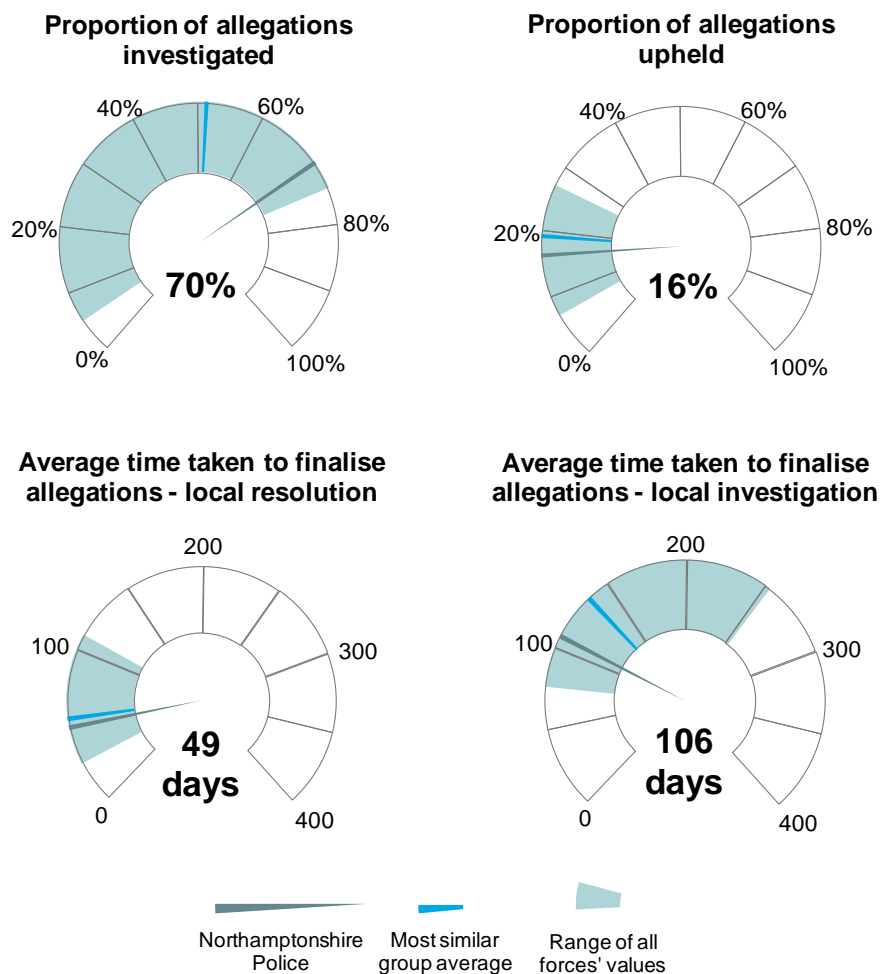 Proportion of allegations
investigated
40%
60%
20%
80%
70%
0%
100%
Proportion of allegations
upheld
40%
60%
20%
80%
16%
0%
100%
Average time taken to finalise
allegations - local resolution
200
100
300
49
days
0
400
Average time taken to finalise
allegations - local investigation
200
100
300
106
days
0
400
Northamptonshire
Police
Most similar
group average
Range of all
forces' values